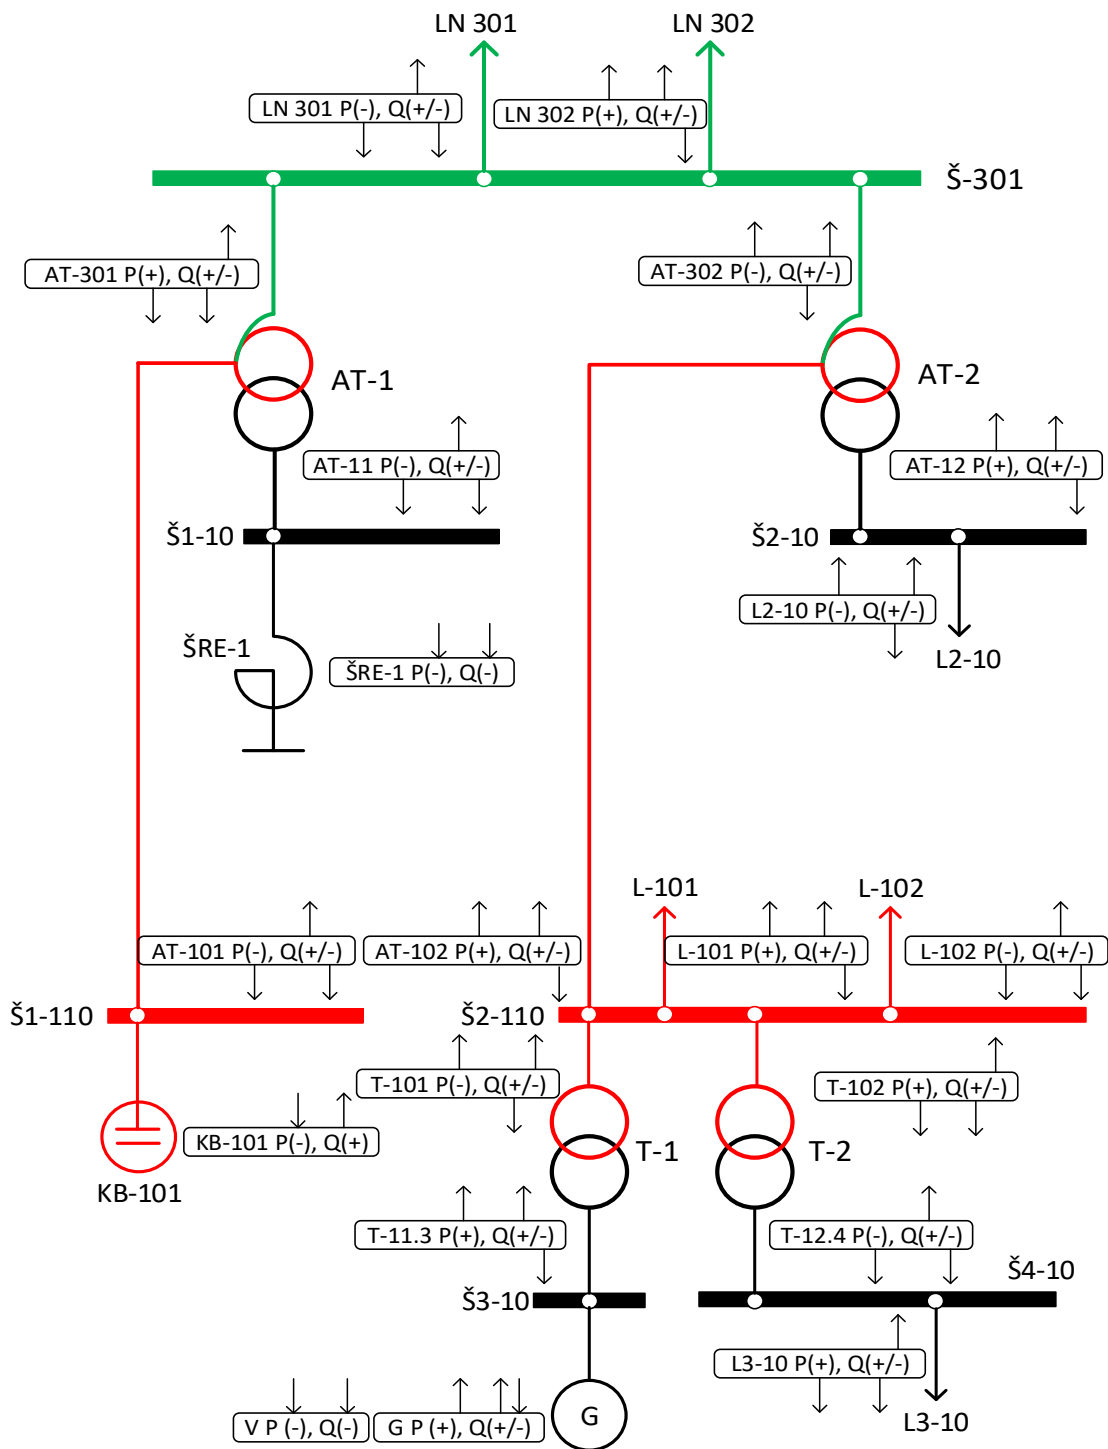 LN 301
LN 302
LN 301 P(-), Q(+/-)
LN 302 P(+), Q(+/-)
Š-301
AT-301 P(+), Q(+/-)
AT-302 P(-), Q(+/-)
AT-1
AT-2
AT-11 P(-), Q(+/-)
AT-12 P(+), Q(+/-)
Š1-10
Š2-10
L2-10 P(-), Q(+/-)
ŠRE-1
ŠRE-1 P(-), Q(-)
L2-10
L-101
L-102
AT-101 P(-), Q(+/-)
AT-102 P(+), Q(+/-)
L-101 P(+), Q(+/-)
L-102 P(-), Q(+/-)
Š1-110
Š2-110
T-101 P(-), Q(+/-)
T-102 P(+), Q(+/-)
KB-101 P(-), Q(+)
T-1
T-2
KB-101
T-11.3 P(+), Q(+/-)
T-12.4 P(-), Q(+/-)
Š3-10
Š4-10
L3-10 P(+), Q(+/-)
V P (-), Q(-)
G P (+), Q(+/-)
G
L3-10